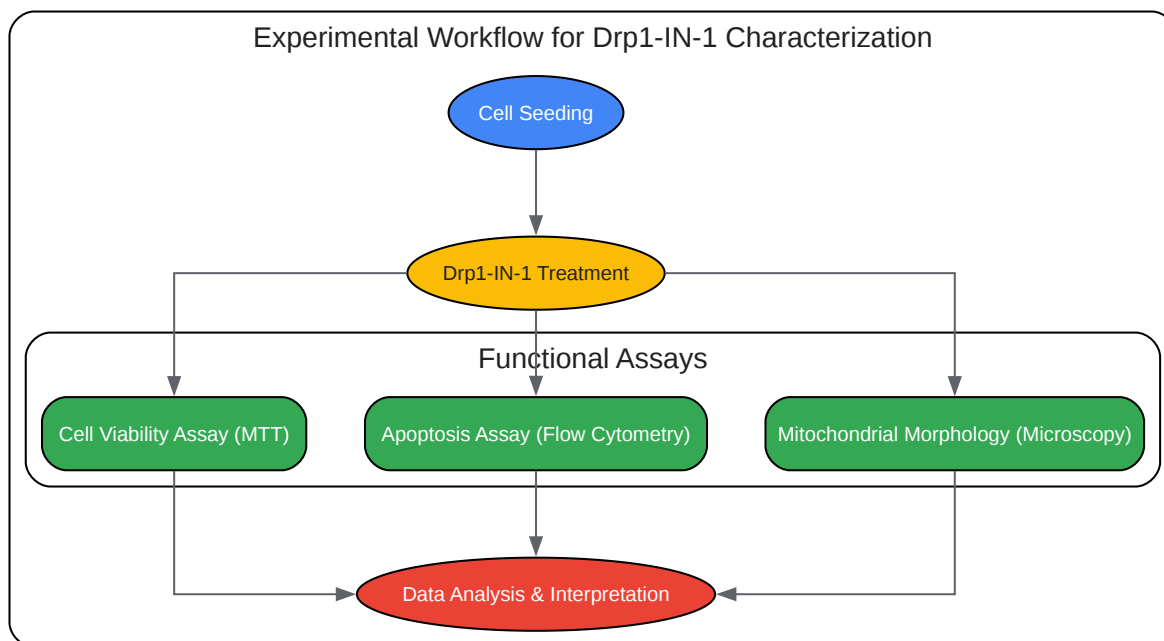 Experimental Workflow for Drp1-IN-1 Characterization
Cell Seeding
Drp1-IN-1 Treatment
Functional Assays
Cell Viability Assay (MTT)
Apoptosis Assay (Flow Cytometry)
Mitochondrial Morphology (Microscopy)
Data Analysis & Interpretation